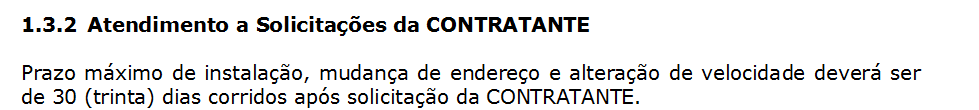 1.3.2 Atendimento a Solicitações da CONTRATANTE
Prazo máximo de instalação, mudança de endereço e alteração de velocidade deverá ser
de 30 (trinta) dias corridos após solicitação da CONTRATANTE.